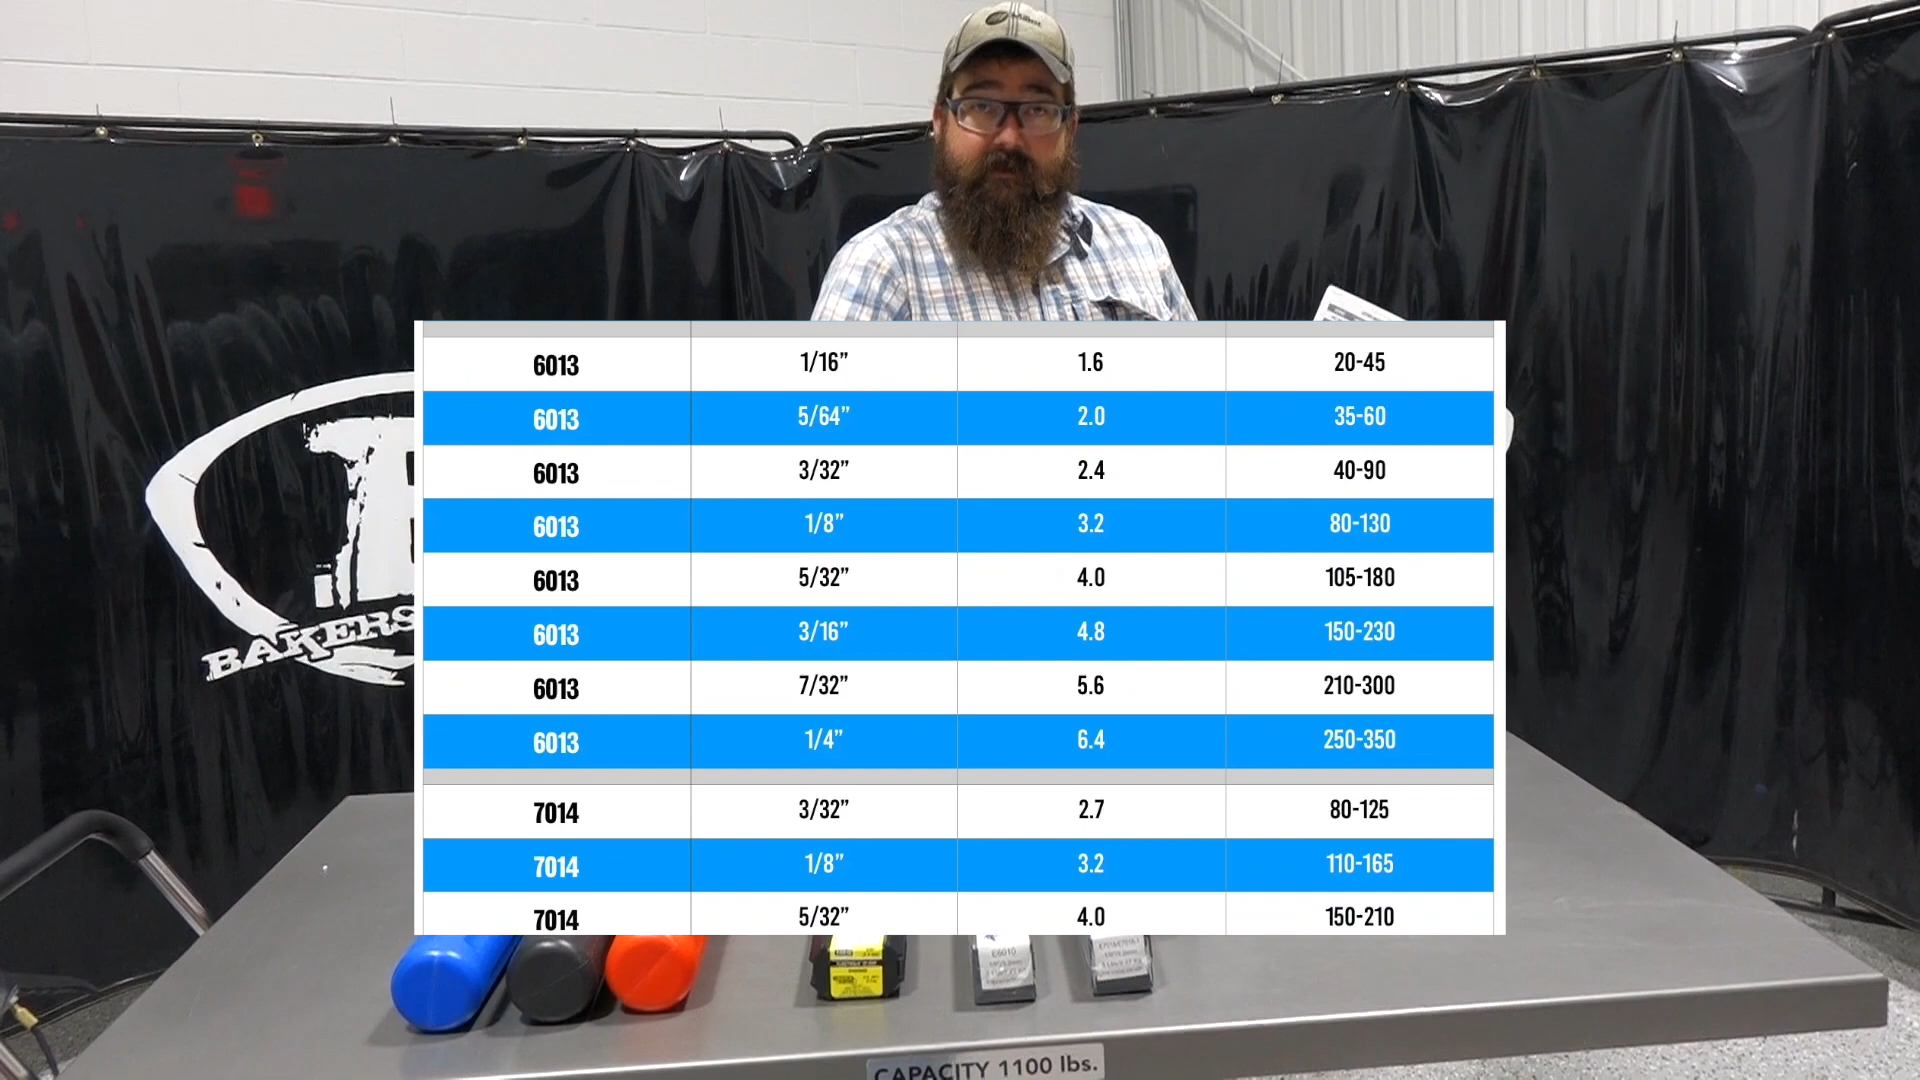 6013 1/16” 1.6 20-45
6013 5/64” 2.0 35-60
6013 3/32” 2.4 40-90
6013 1/8” 3.2 80-130
6013 5/32” 4.0 105-180
6013 3/16” 4.8 150-230
6013 7/32” 5.6 210-300
6013 1/4” 6.4 250-350
7014 3/32” 2.7 80-125
7014 1/8” 3.2 110-165
7014 5/32” 4.0 150-210
BAKERS
E6010
CAPACITY 1100 lbs.